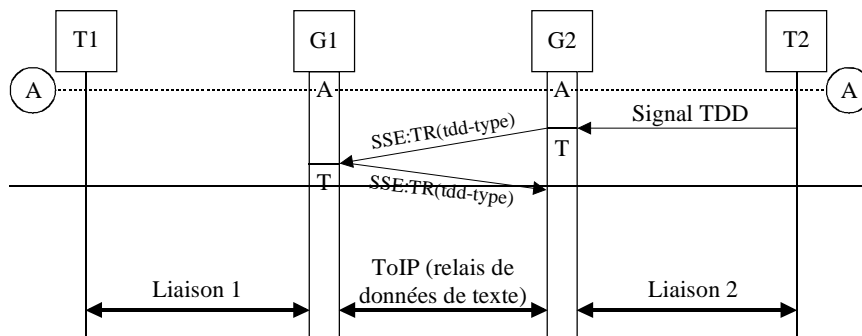 T1
G1
G2
T2
A
A
A
A
Signal TDD
SSE:TR(tdd-type)
T
T
SSE:TR(tdd-type)
ToIP (relais de
données de texte)
Liaison 1
Liaison 2